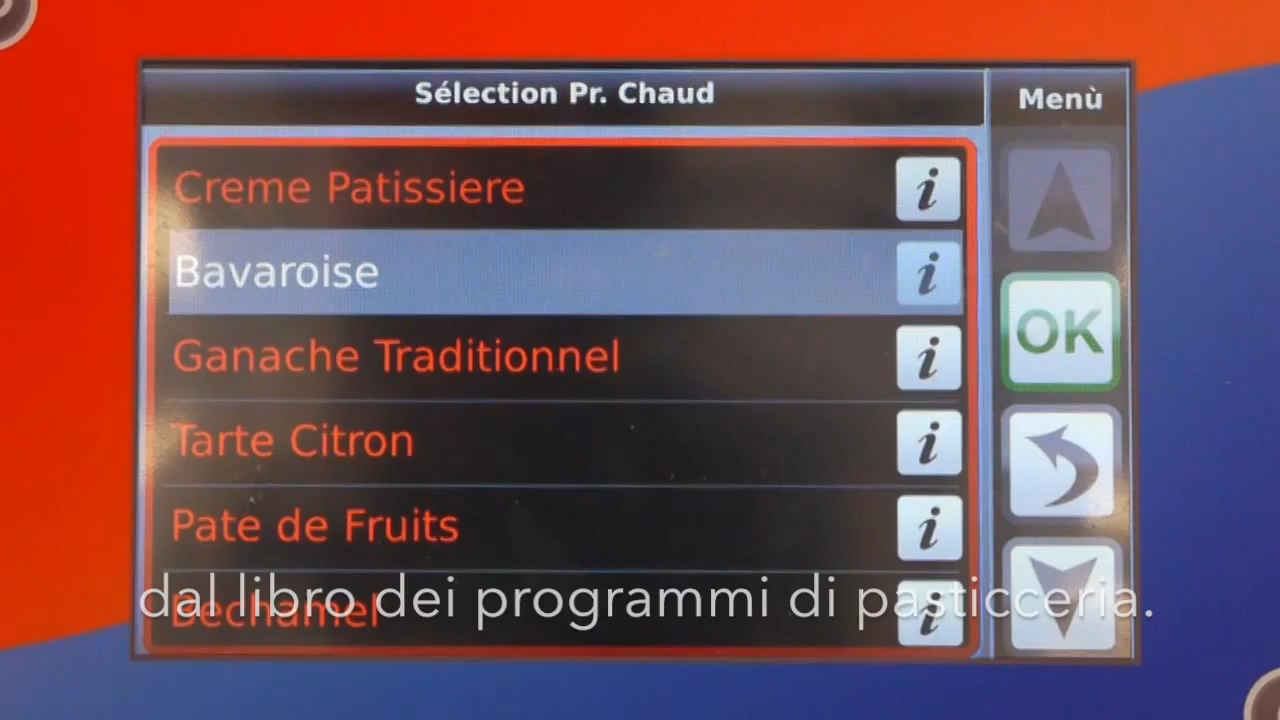 Sélection Pr. Chaud
Menù
Creme Patissiere
i
Bavaroise
i
OK
Ganache Traditionnel
i
Tarte Citron
i
Pate de Fruits
i
Bechamel
i
dal libro dei programmi di pasticceria.